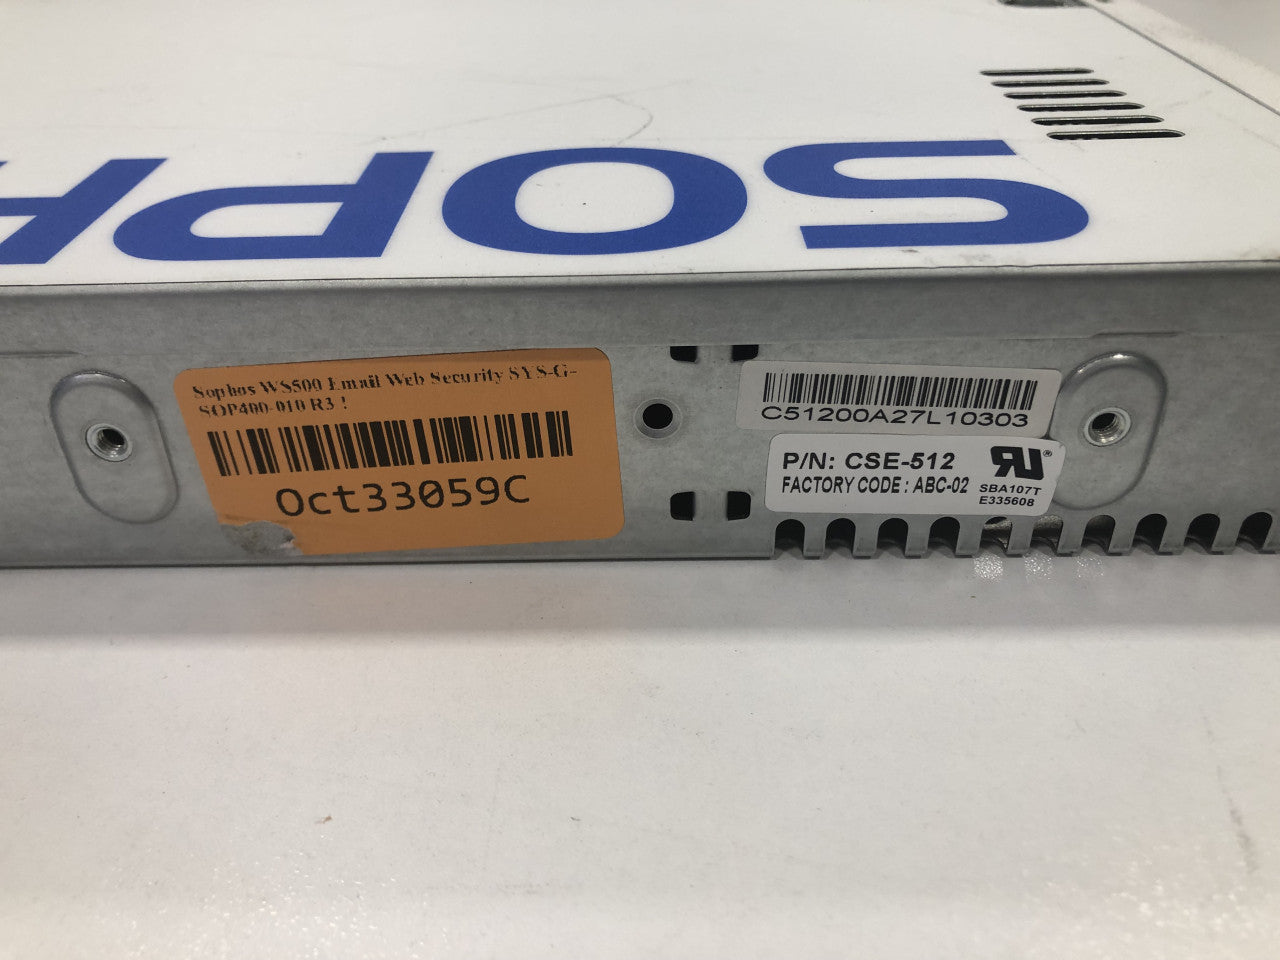 SOPH
Sophos WS500 Email Web Security SYS-G-
SOP400-010 R3 !
Oct33059C
C51200A27L10303
P/N: CSE-512
FACTORY CODE : ABC-02
RU®
SBA107T
E335608